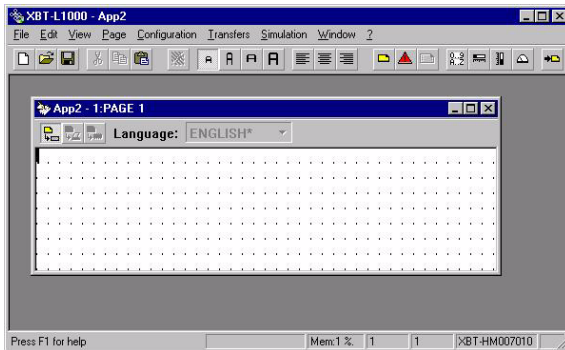 XBT-L1000 - App2
File Edit View Page Configuration Transfers Simulation Window ?
A A A A
App2 - 1:PAGE 1
Language: ENGLISH*
Press F1 for help Mem:1 %. 1 1 XBT-HM007010